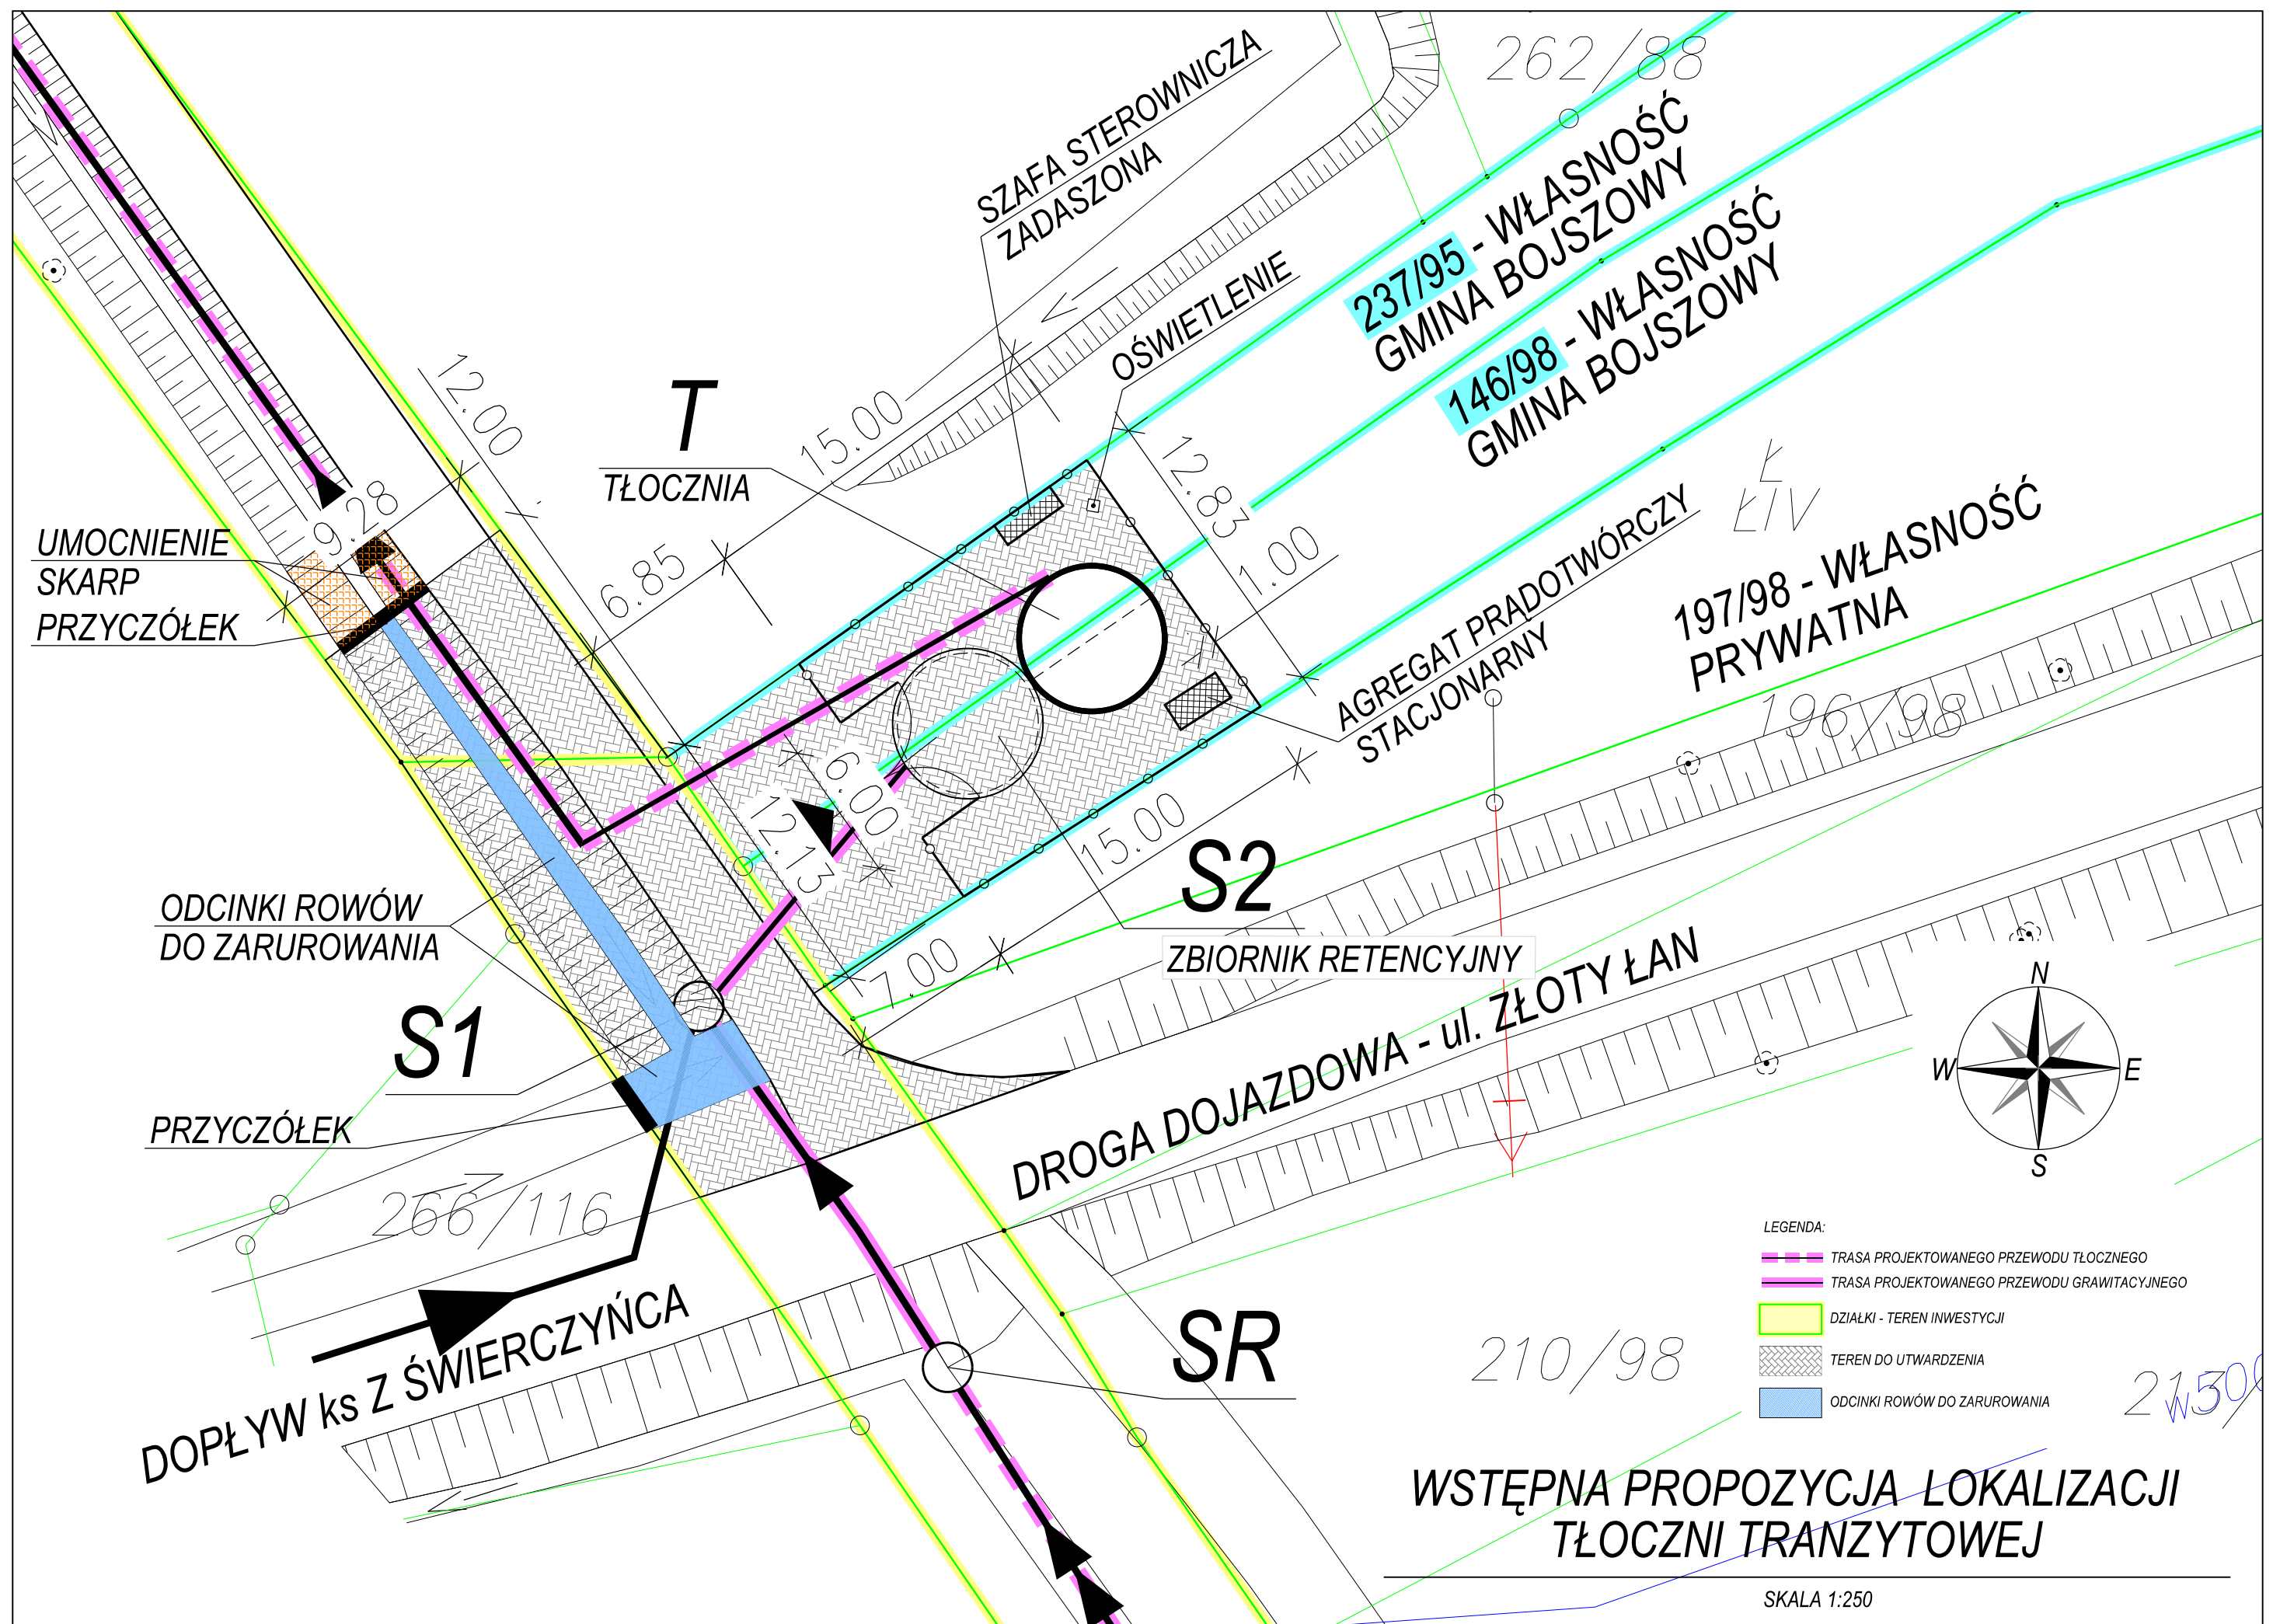 262/88
SZAFA STEROWNICZA
ZADASZONA
237/95 - WŁASNOŚĆ
GMINA BOJSZOWY
146/98 - WŁASNOŚĆ
GMINA BOJSZOWY
OŚWIETLENIE
12.00
T
TŁOCZNIA
15.00
12.83
9.28
6.85
1.00
Ł
ŁIV
UMOCNIENIE
SKARP
PRZYCZÓŁEK
AGREGAT PRĄDOTWÓRCZY
STACJONARNY
197/98 - WŁASNOŚĆ
PRYWATNA
196/98
6.00
12.13
15.00
7.00
S2
ZBIORNIK RETENCYJNY
ODCINKI ROWÓW
DO ZARUROWANIA
S1
PRZYCZÓŁEK
DROGA DOJAZDOWA - ul. ZŁOTY ŁAN
N
W
E
S
266/116
DOPŁYW ks Z ŚWIERCZYŃCA
SR
210/98
LEGENDA:
TRASA PROJEKTOWANEGO PRZEWODU TŁOCZNEGO
TRASA PROJEKTOWANEGO PRZEWODU GRAWITACYJNEGO
DZIAŁKI - TEREN INWESTYCJI
TEREN DO UTWARDZENIA
ODCINKI ROWÓW DO ZARUROWANIA
WSTĘPNA PROPOZYCJA LOKALIZACJI
TŁOCZNI TRANZYTOWEJ
SKALA 1:250